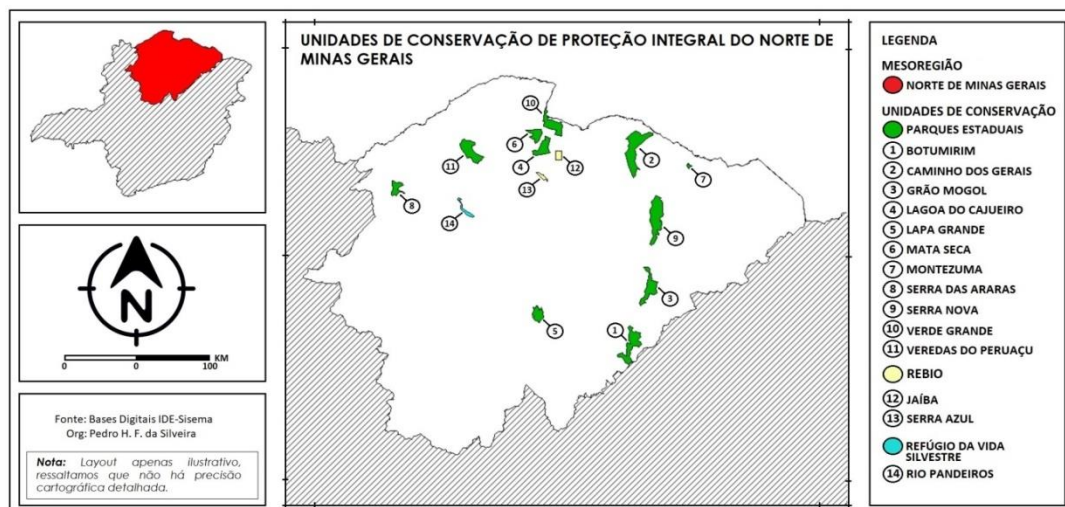 UNIDADES DE CONSERVAÇÃO DE PROTEÇÃO INTEGRAL DO NORTE DE
MINAS GERAIS
10
6
11
4
12
2
13
7
8
14
9
3
5
1
N
KM
0 0 100
Fonte: Bases Digitais IDE-Sisema
Org: Pedro H. F. da Silveira
Nota: Layout apenas ilustrativo,
ressaltamos que não há precisão
cartográfica detalhada.
LEGENDA
MESOREGIÃO
NORTE DE MINAS GERAIS
UNIDADES DE CONSERVAÇÃO
PARQUES ESTADUAIS
1 BOTUMIRIM
2 CAMINHO DOS GERAIS
3 GRÃO MOGOL
4 LAGOA DO CAJUEIRO
5 LAPA GRANDE
6 MATA SECA
7 MONTEZUMA
8 SERRA DAS ARARAS
9 SERRA NOVA
10 VERDE GRANDE
11 VEREDAS DO PERUAÇU
REBIO
12 JAÍBA
13 SERRA AZUL
REFÚGIO DA VIDA
SILVESTRE
14 RIO PANDEIROS